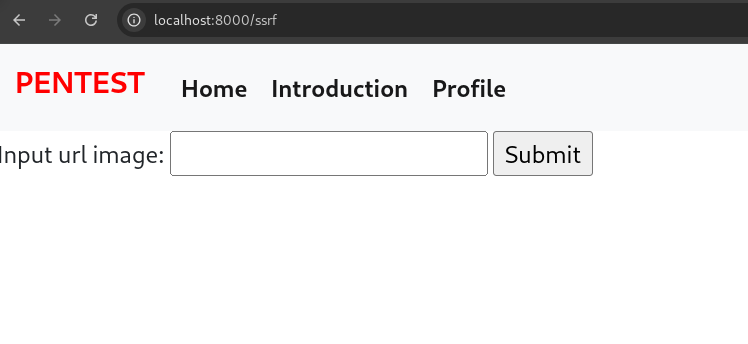 localhost:8000/ssrf
PENTEST Home Introduction Profile
Input url image: Submit